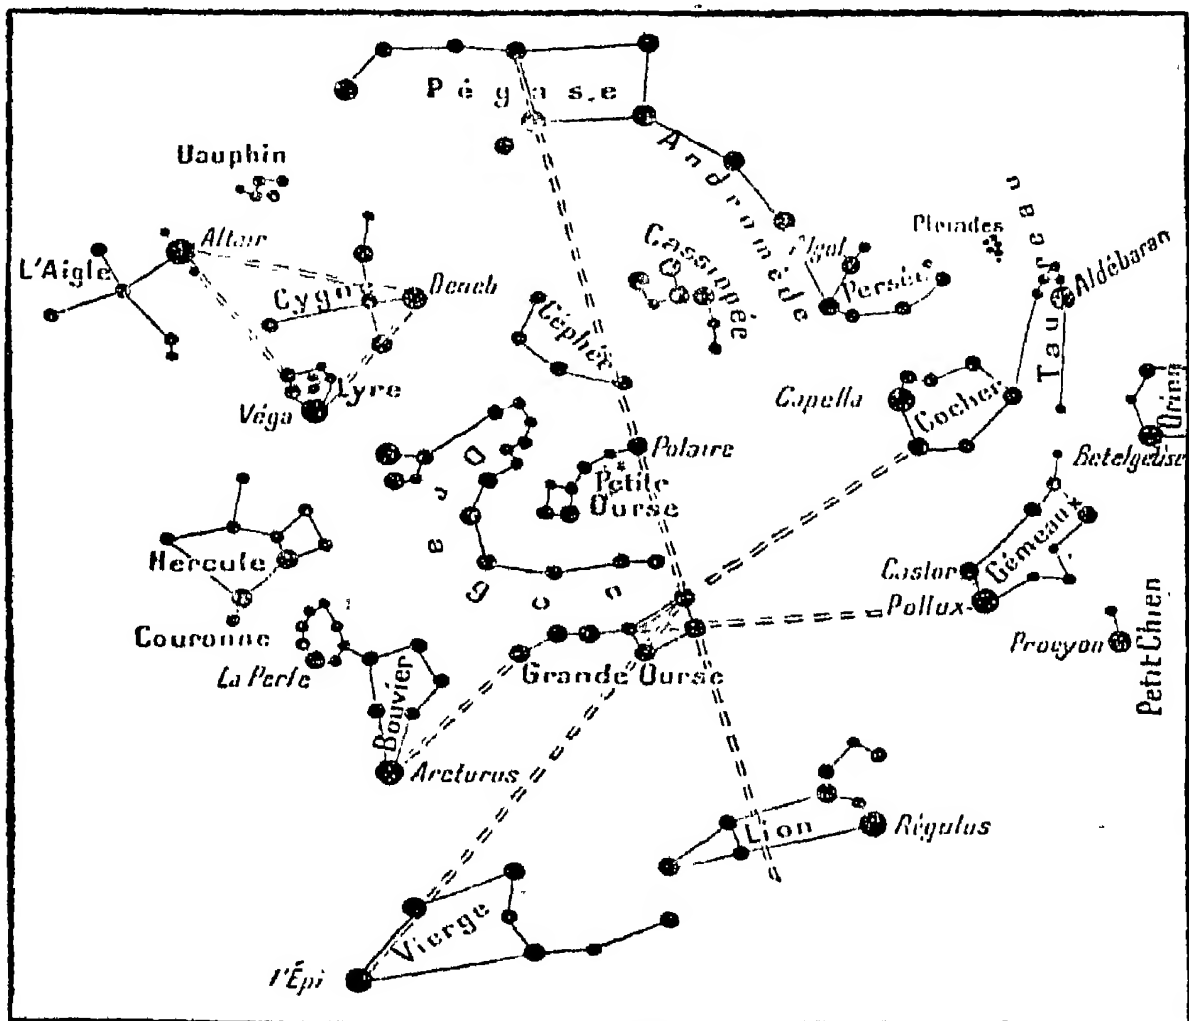 Pégase
Andromède
Dauphin
Altaïr
L'Aigle
Cygne
Deneb
Lyre
Véga
Céphée
Cassiopée
Algol
Persée
Pleiades
Taureau
Aldébaran
Capella
Cocher
Orion
Betelgeuse
Dragon
Polaire
Petite
Ourse
Hercule
Couronne
La Perle
Bouvier
Arcturus
Grande Ourse
Castor
Pollux
Gémeaux
Procyon
Petit Chien
Lion
Régulus
Vierge
l'Épi